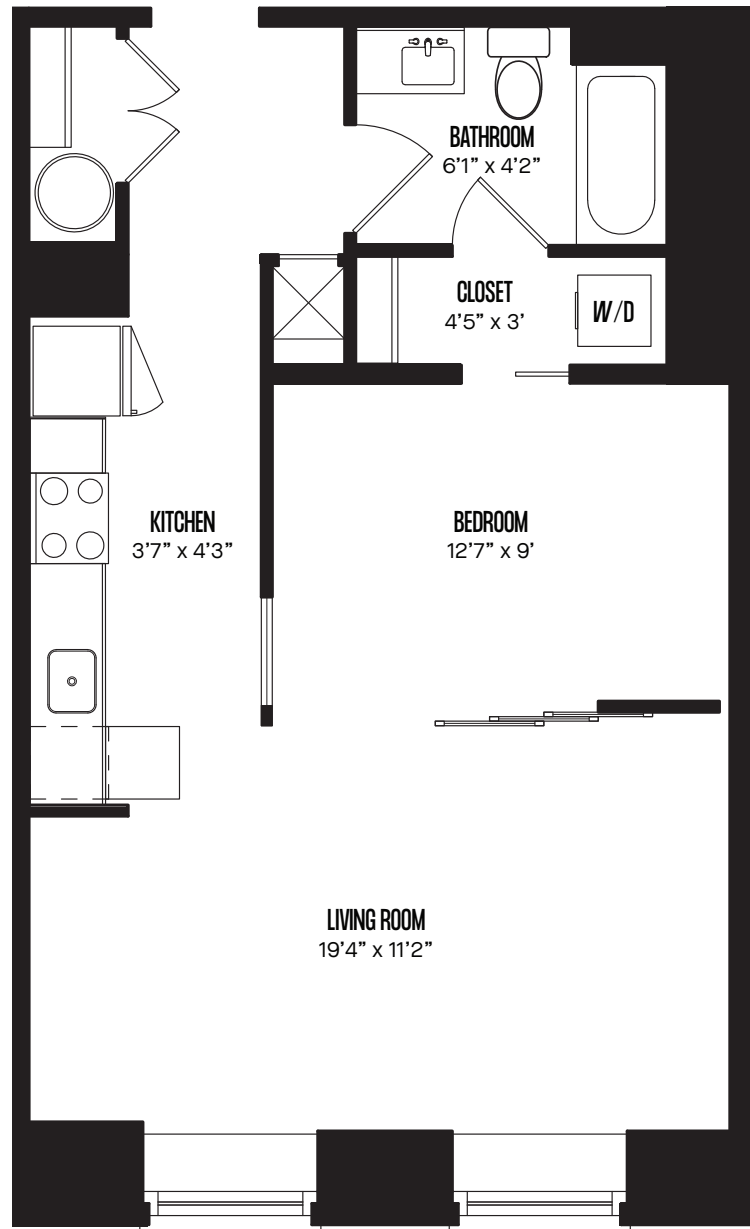 BATHROOM
6’1” x 4’2”
CLOSET
4’5” x 3’
W/D
KITCHEN
3’7” x 4’3”
BEDROOM
12’7” x 9’
LIVING ROOM
19’4” x 11’2”